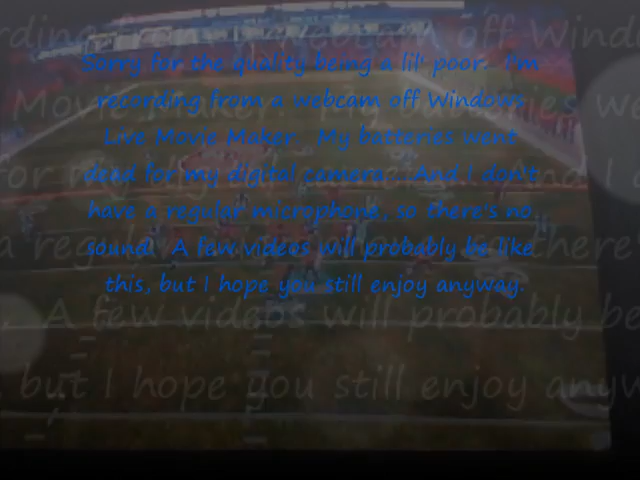 Sorry for the quality being a lil' poor. I'm
recording from a webcam off Windows
Live Movie Maker. My batteries went
dead for my digital camera... And I don't
have a regular microphone, so there's no
sound. A few videos will probably be like
this, but I hope you still enjoy anyway.